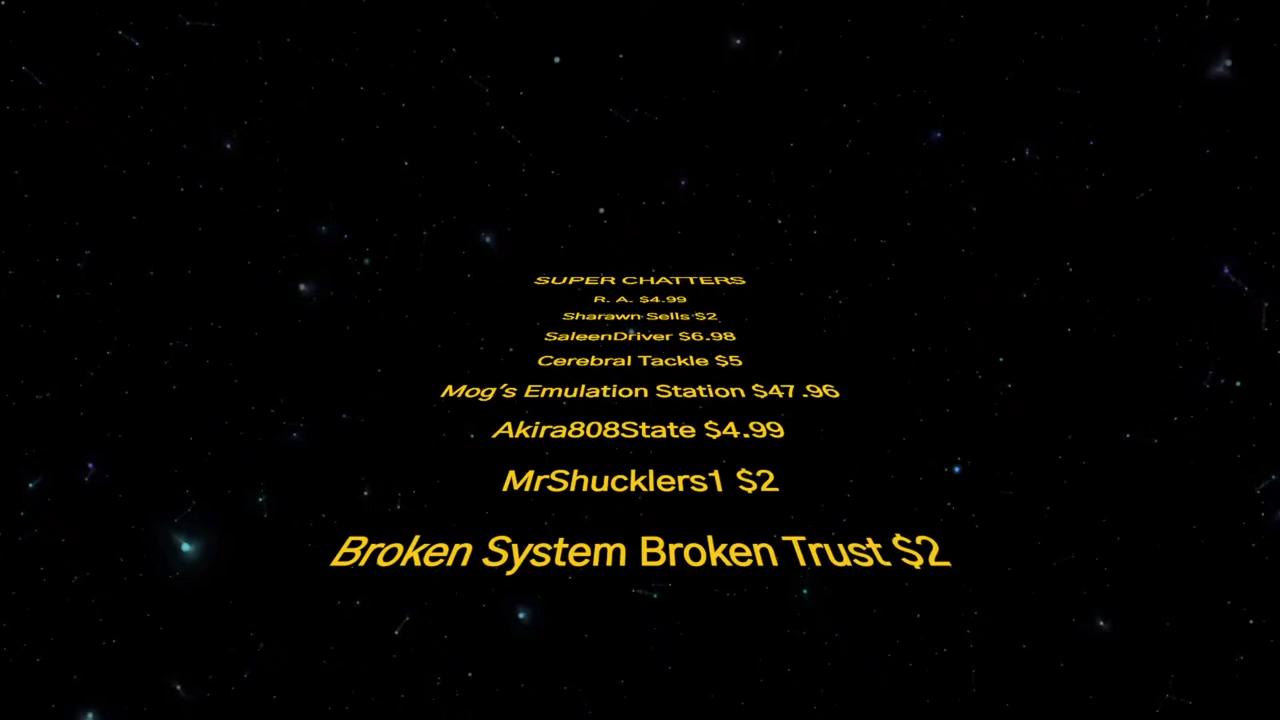 SUPER CHATTERS
R. A. $4.99
Sharawn Sells $2
SaleenDriver $6.98
Cerebral Tackle $5
Mog's Emulation Station $47.96
Akira808State $4.99
MrShucklers1 $2
Broken System Broken Trust $2